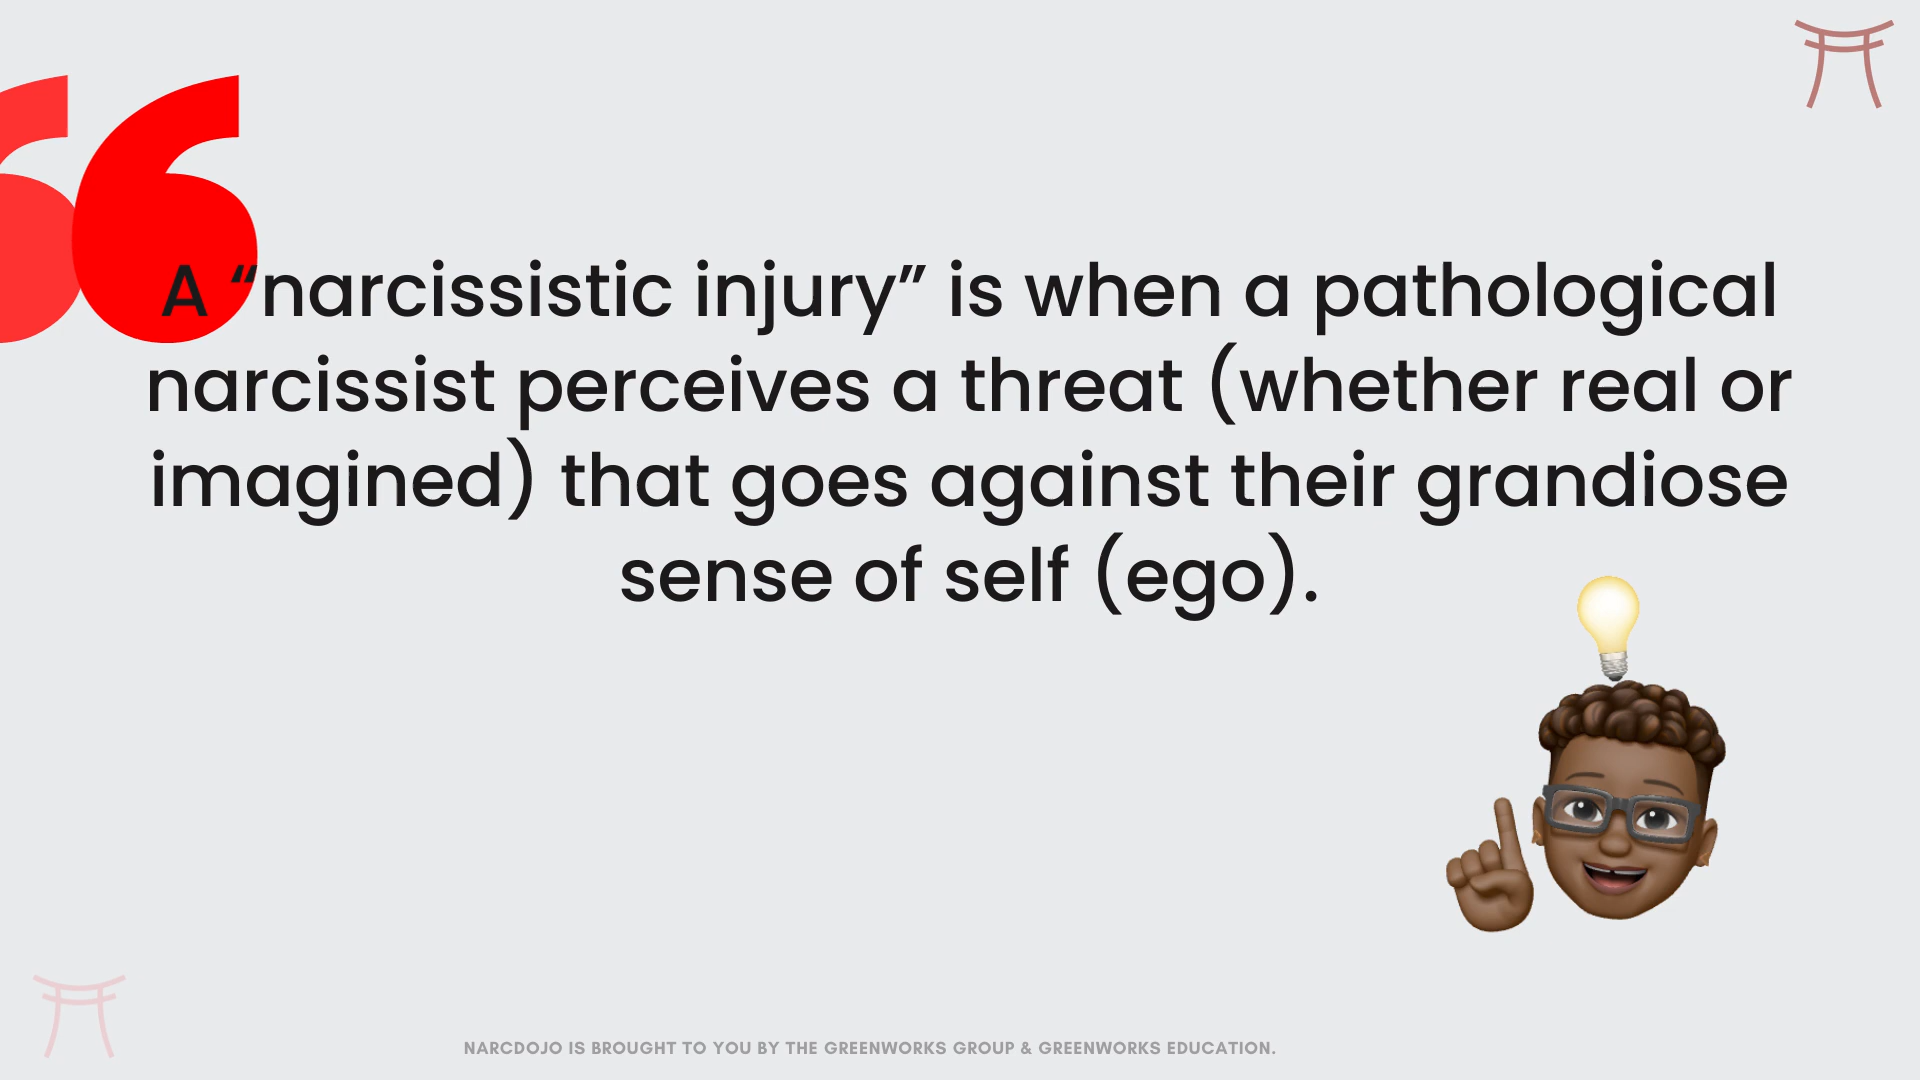 A “narcissistic injury” is when a pathological
narcissist perceives a threat (whether real or
imagined) that goes against their grandiose
sense of self (ego).
NARCDOJO IS BROUGHT TO YOU BY THE GREENWORKS GROUP & GREENWORKS EDUCATION.